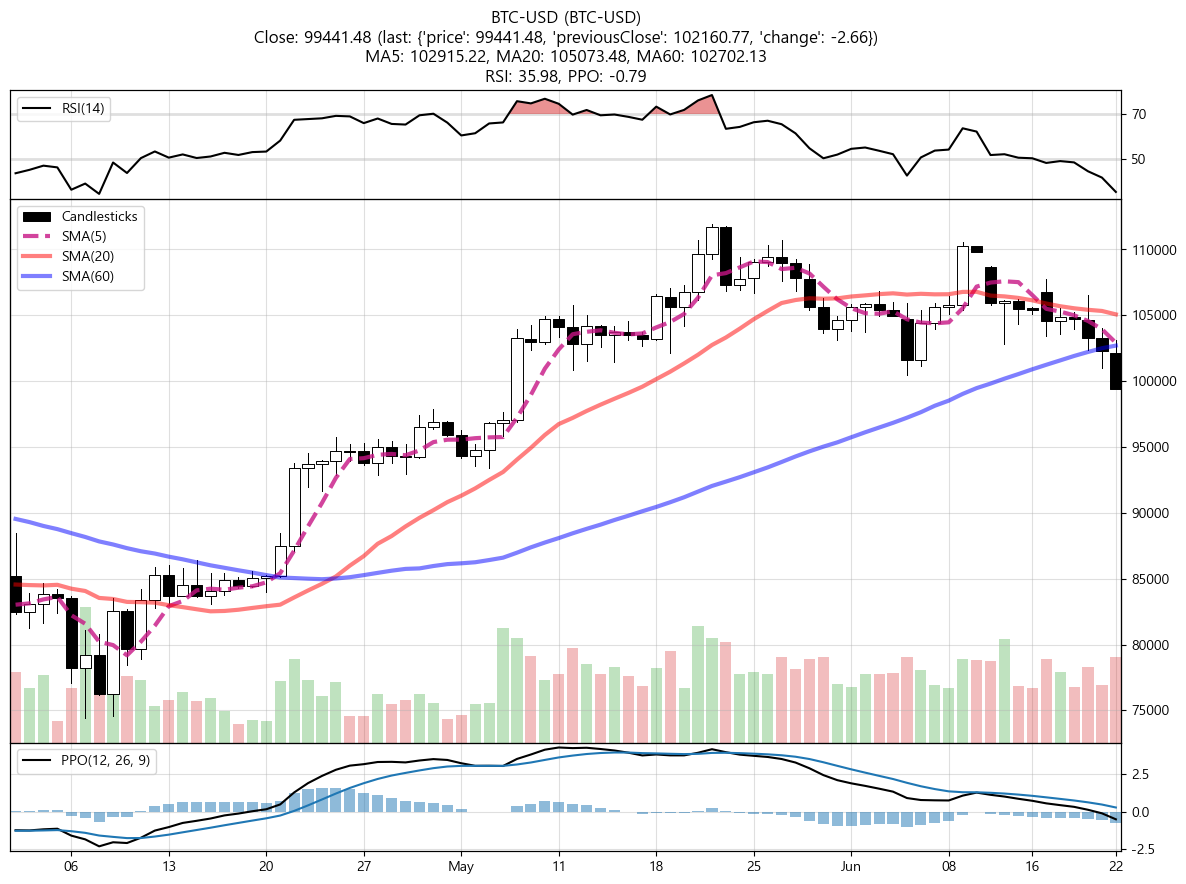 BTC-USD (BTC-USD)
Close: 99441.48 (last: {'price': 99441.48, 'previousClose': 102160.77, 'change': -2.66})
MA5: 102915.22, MA20: 105073.48, MA60: 102702.13
RSI: 35.98, PPO: -0.79
RSI(14)
70
50
Candlesticks
SMA(5)
SMA(20)
SMA(60)
110000
105000
100000
95000
90000
85000
80000
75000
PPO(12, 26, 9)
2.5
0.0
-2.5
06 13 20 27 May 11 18 25 Jun 08 16 22